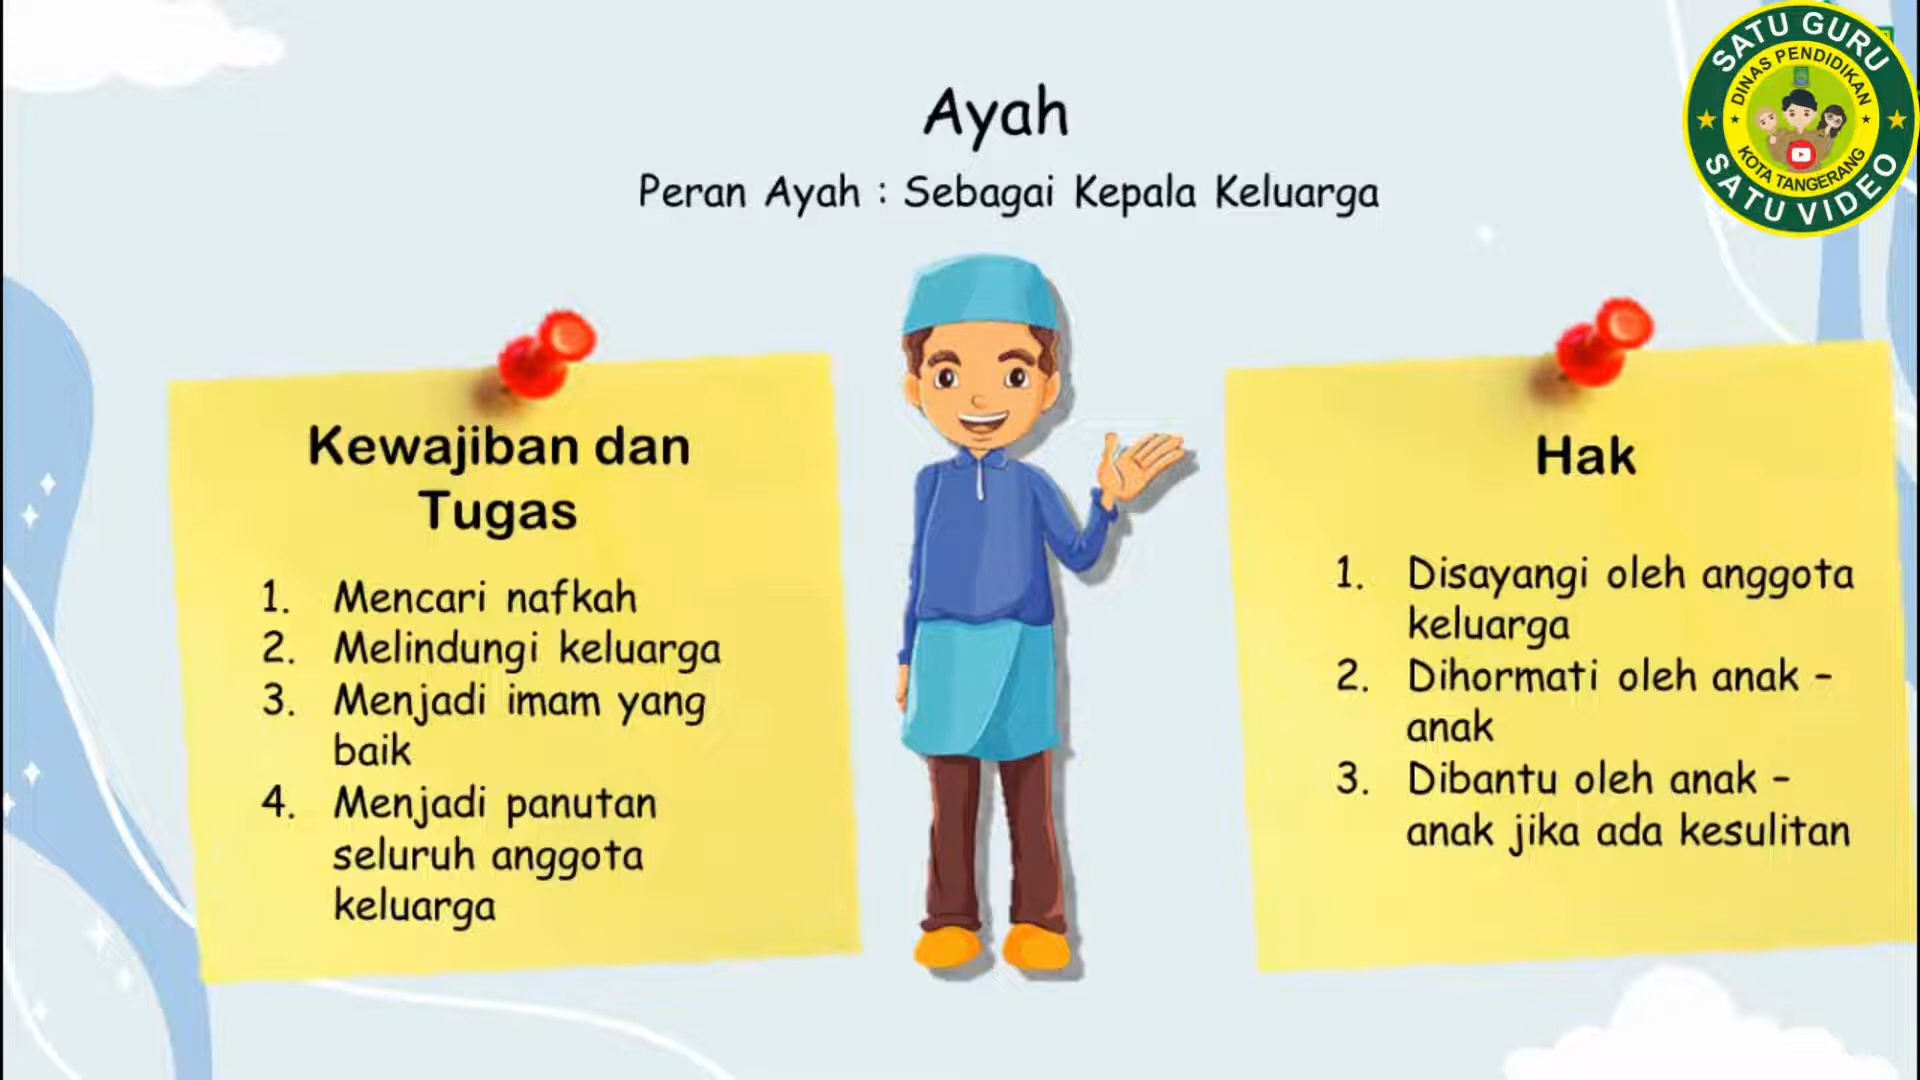 Ayah
Peran Ayah : Sebagai Kepala Keluarga
Kewajiban dan
Tugas
1. Mencari nafkah
2. Melindungi keluarga
3. Menjadi imam yang
baik
4. Menjadi panutan
seluruh anggota
keluarga
Hak
1. Disayangi oleh anggota
keluarga
2. Dihormati oleh anak -
anak
3. Dibantu oleh anak -
anak jika ada kesulitan
SATU GURU
DINAS PENDIDIKAN
KOTA TANGERANG
SATU VIDEO